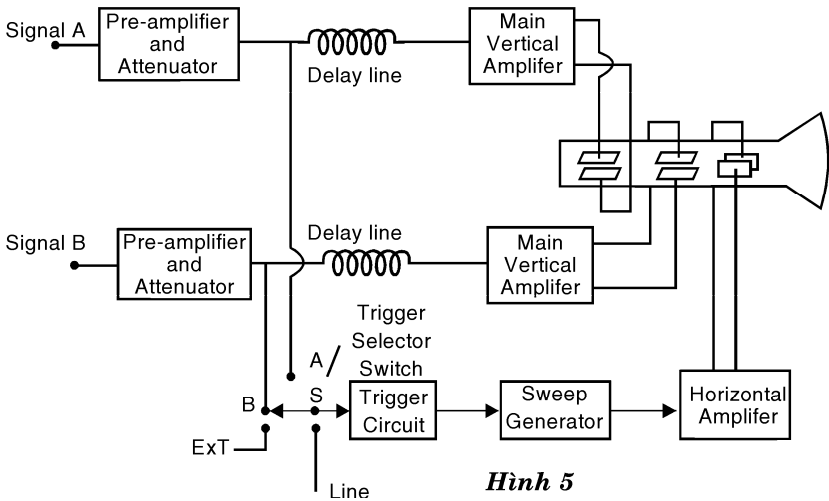 Signal A
Pre-amplifier
and
Attenuator
Delay line
Main
Vertical
Amplifer
Signal B
Pre-amplifier
and
Attenuator
Delay line
Main
Vertical
Amplifer
Trigger
Selector
Switch
A
B
S
Trigger
Circuit
Sweep
Generator
Horizontal
Amplifer
ExT
Line
Hình 5